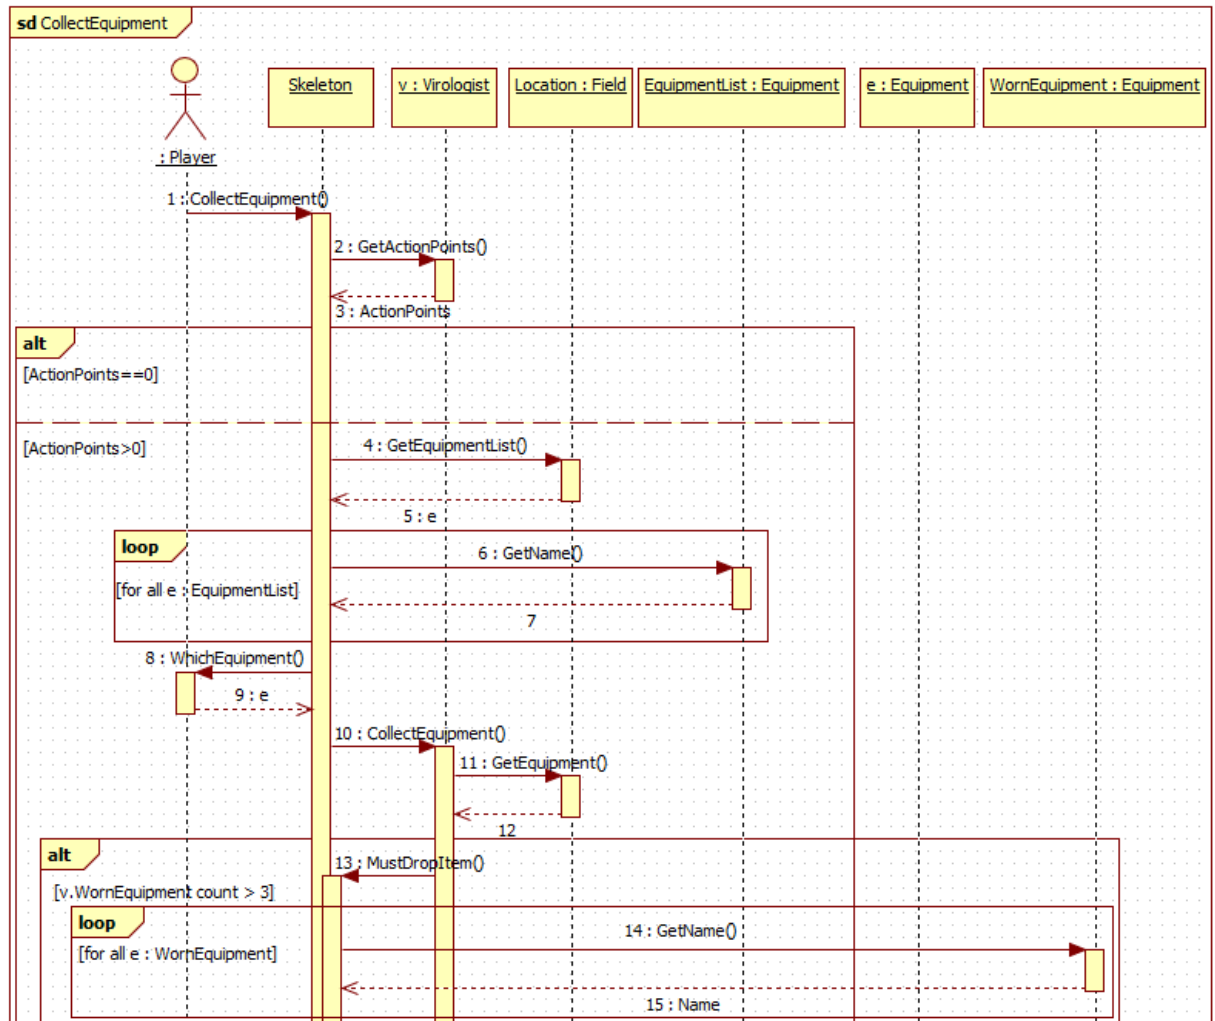 sd CollectEquipment
Skeleton
v : Virologist
Location : Field
EquipmentList : Equipment
e : Equipment
WornEquipment : Equipment
: Player
1 : CollectEquipment()
2 : GetActionPoints()
3 : ActionPoints
alt
[ActionPoints==0]
[ActionPoints>0]
4 : GetEquipmentList()
5 : e
loop
6 : GetName()
[for all e : EquipmentList]
7
8 : WhichEquipment()
9 : e
10 : CollectEquipment()
11 : GetEquipment()
12
alt
13 : MustDropItem()
[v.WornEquipment count > 3]
loop
14 : GetName()
[for all e : WornEquipment]
15 : Name